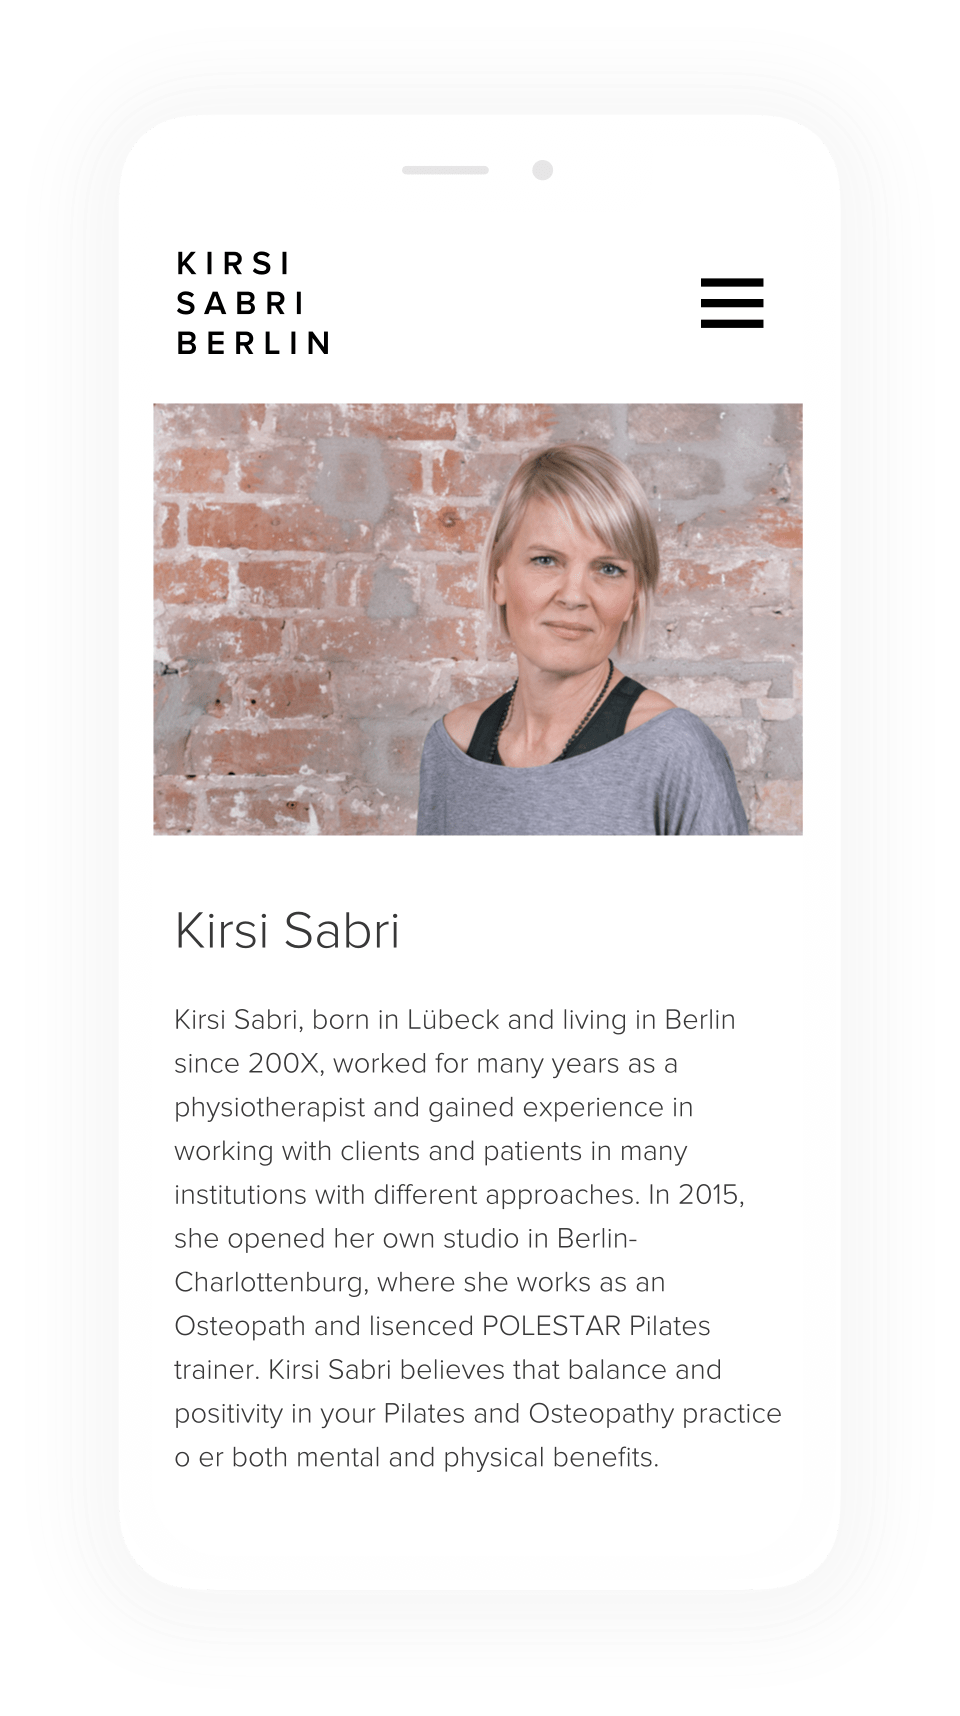 KIRSI
SABRI
BERLIN
Kirsi Sabri
Kirsi Sabri, born in Lübeck and living in Berlin
since 200X, worked for many years as a
physiotherapist and gained experience in
working with clients and patients in many
institutions with different approaches. In 2015,
she opened her own studio in Berlin-
Charlottenburg, where she works as an
Osteopath and lisenced POLESTAR Pilates
trainer. Kirsi Sabri believes that balance and
positivity in your Pilates and Osteopathy practice
o er both mental and physical benefits.